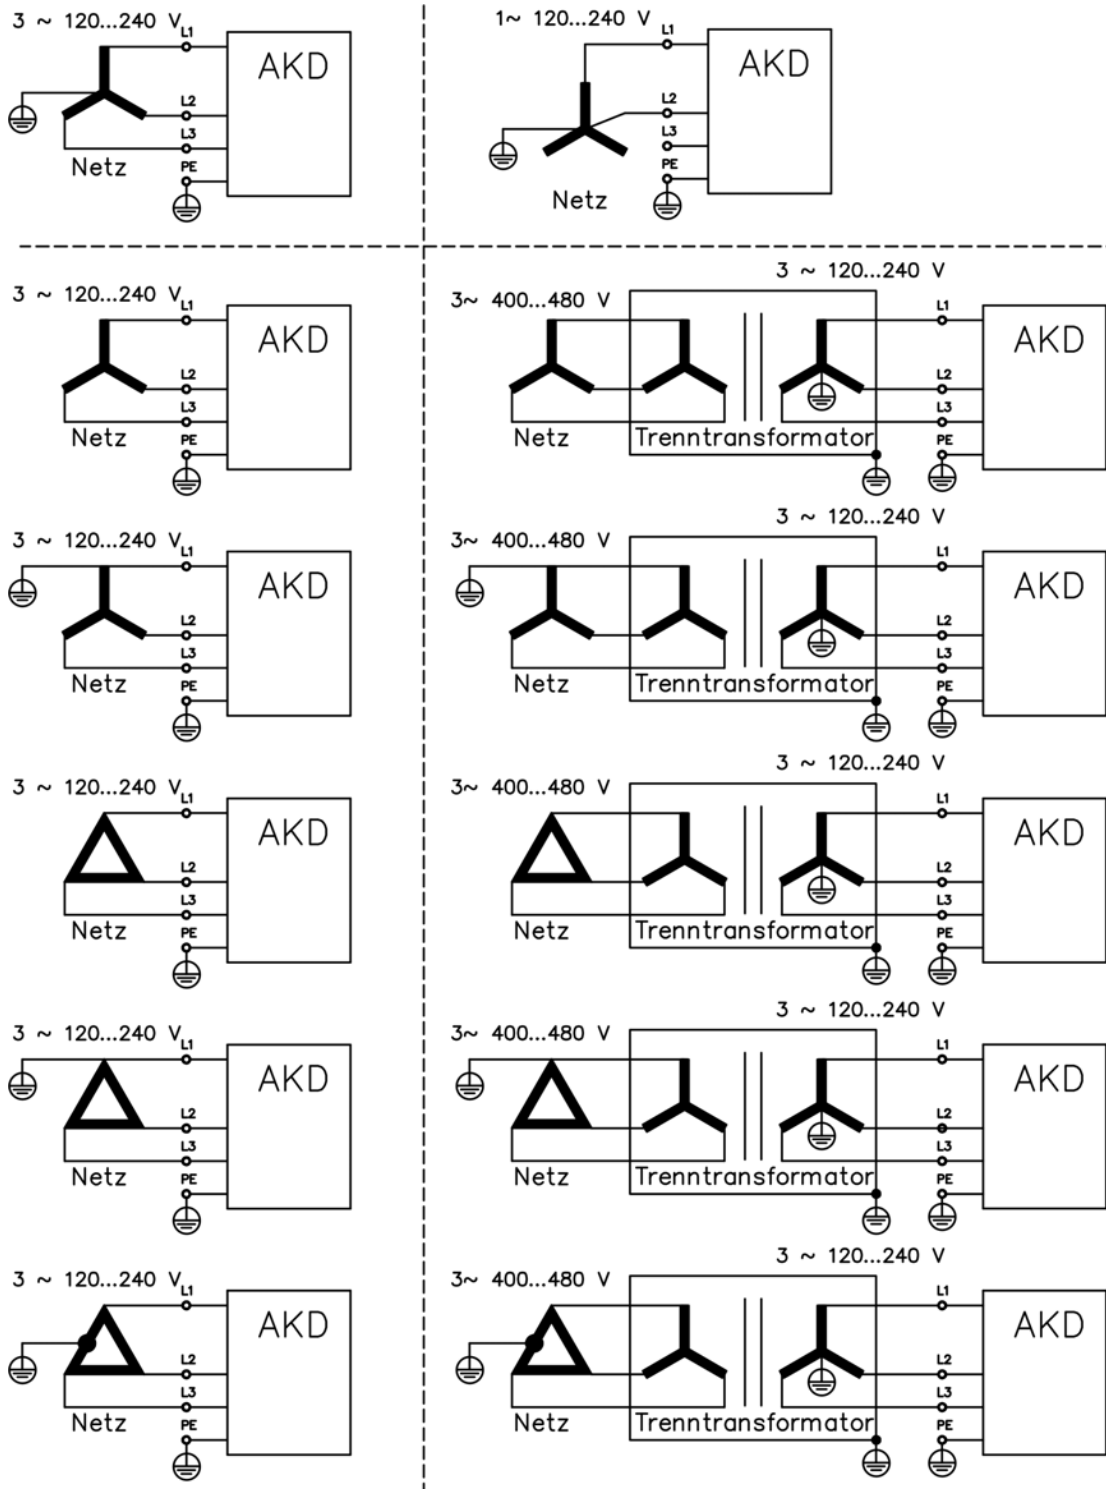 3 ~ 120...240 V
L1
AKD
L2
L3
Netz
PE
1~ 120...240 V
L1
AKD
L2
L3
PE
Netz
3 ~ 120...240 V
L1
AKD
L2
L3
Netz
PE
3 ~ 120...240 V
3~ 400...480 V
L1
AKD
L2
L3
Netz
Trenntransformator
PE
3 ~ 120...240 V
L1
AKD
L2
L3
Netz
PE
3 ~ 120...240 V
3~ 400...480 V
L1
AKD
L2
L3
Netz
Trenntransformator
PE
3 ~ 120...240 V
L1
AKD
L2
L3
Netz
PE
3 ~ 120...240 V
3~ 400...480 V
L1
AKD
L2
L3
Netz
Trenntransformator
PE
3 ~ 120...240 V
L1
AKD
L2
L3
Netz
PE
3 ~ 120...240 V
3~ 400...480 V
L1
AKD
L2
L3
Netz
Trenntransformator
PE
3 ~ 120...240 V
L1
AKD
L2
L3
Netz
PE
3 ~ 120...240 V
3~ 400...480 V
L1
AKD
L2
L3
Netz
Trenntransformator
PE